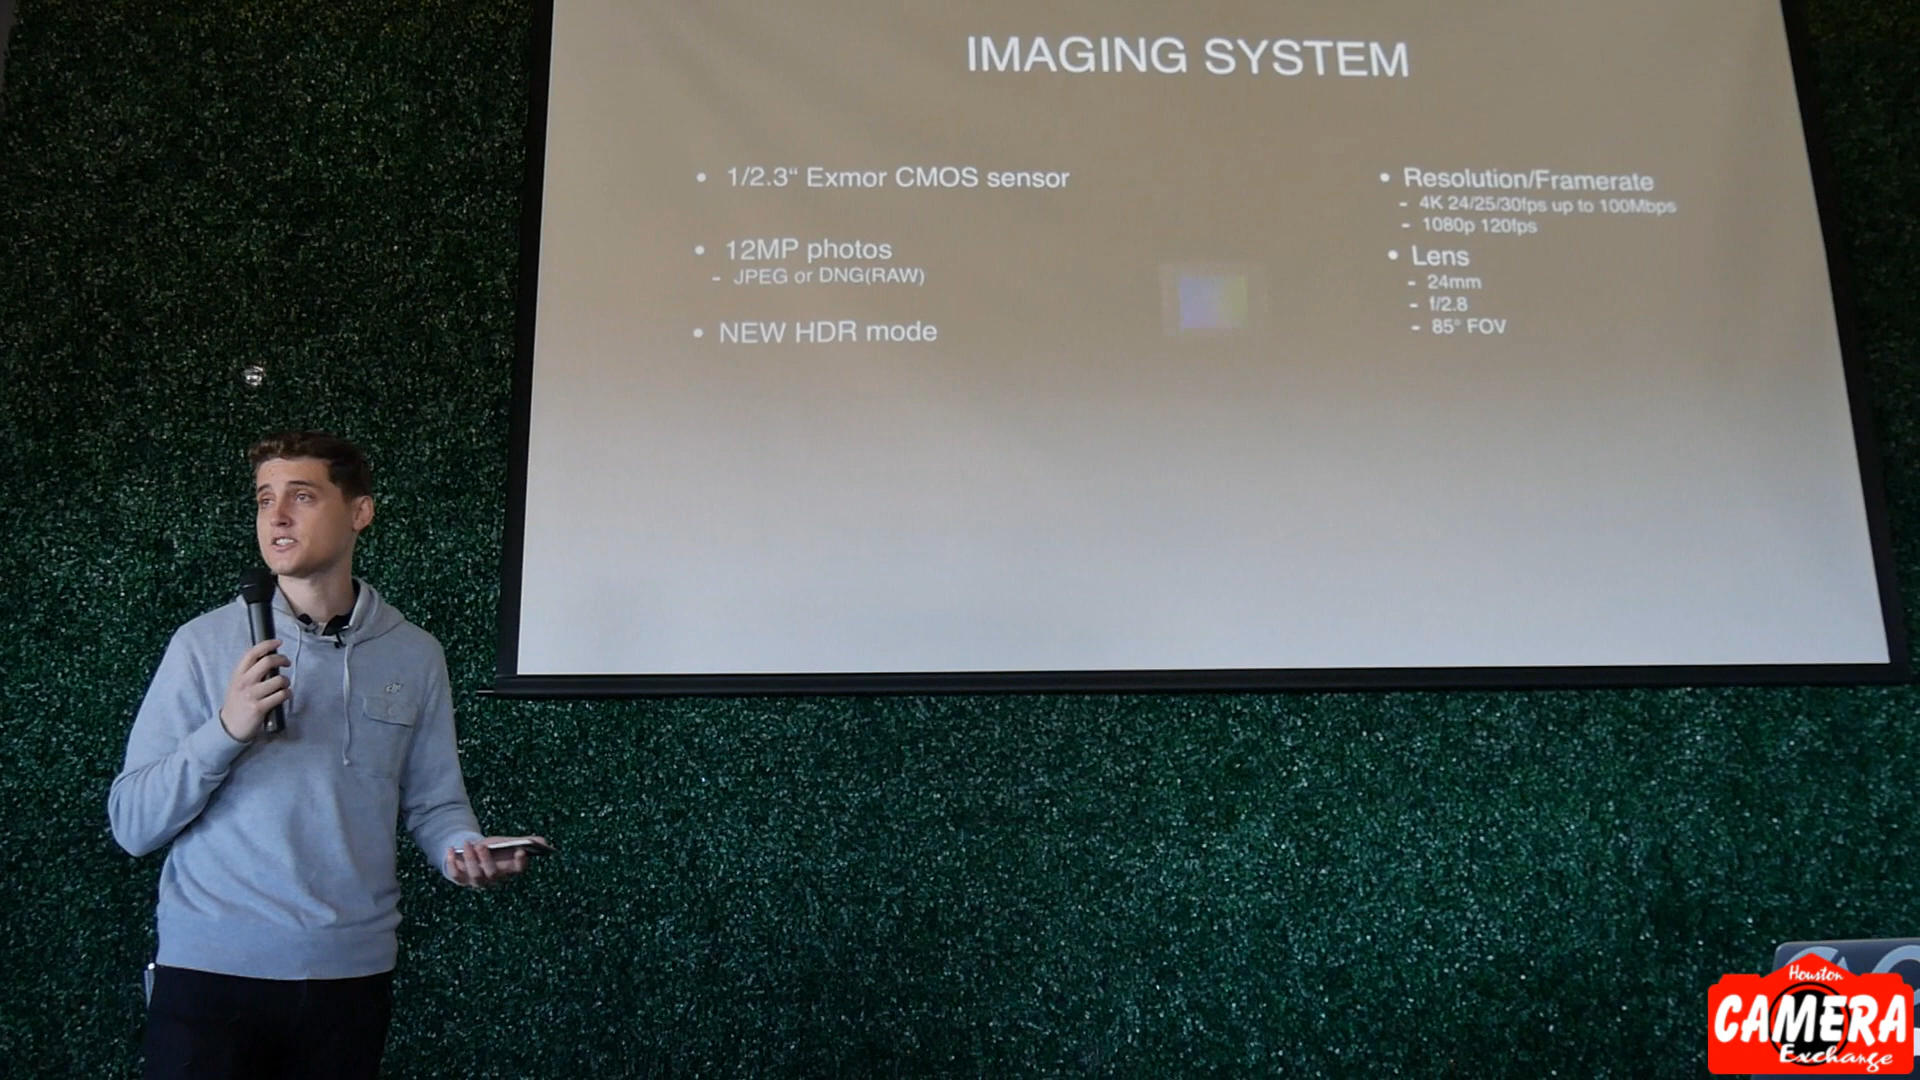 IMAGING SYSTEM
• 1/2.3“ Exmor CMOS sensor
• 12MP photos
- JPEG or DNG(RAW)
• NEW HDR mode
• Resolution/Framerate
- 4K 24/25/30fps up to 100Mbps
- 1080p 120fps
• Lens
- 24mm
- f/2.8
- 85° FOV
Houston
CAMERA
Exchange